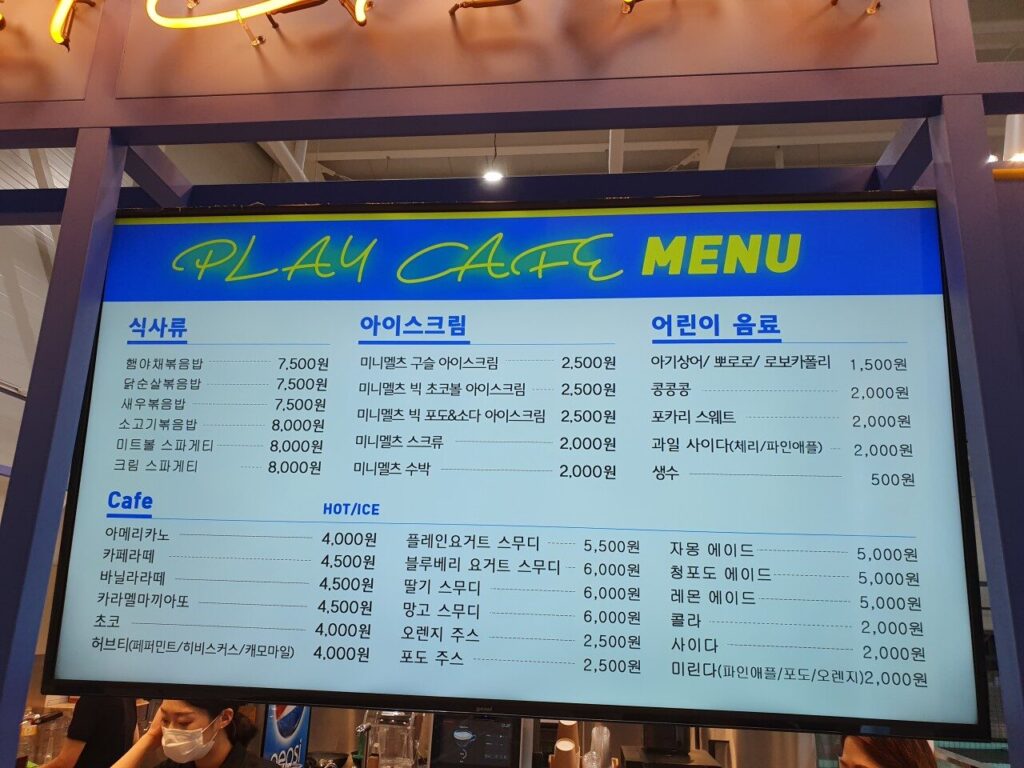 PLAY CAFE MENU
식사류
햄야채볶음밥 7,500원
닭순살볶음밥 7,500원
새우볶음밥 7,500원
소고기볶음밥 8,000원
미트볼 스파게티 8,000원
크림 스파게티 8,000원
아이스크림
미니멜츠 구슬 아이스크림 2,500원
미니멜츠 빅 초코볼 아이스크림 2,500원
미니멜츠 빅 포도&소다 아이스크림 2,500원
미니멜츠 스크류 2,000원
미니멜츠 수박 2,000원
어린이 음료
아기상어/ 뽀로로/ 로보카폴리 1,500원
콩콩콩 2,000원
포카리 스웨트 2,000원
과일 사이다(체리/파인애플) 2,000원
생수 500원
Cafe HOT/ICE
아메리카노 4,000원
카페라떼 4,500원
바닐라라떼 4,500원
카라멜마끼아또 4,500원
초코 4,000원
허브티(페퍼민트/히비스커스/캐모마일) 4,000원
플레인요거트 스무디 5,500원
블루베리 요거트 스무디 6,000원
딸기 스무디 6,000원
망고 스무디 6,000원
오렌지 주스 2,500원
포도 주스 2,500원
자몽 에이드 5,000원
청포도 에이드 5,000원
레몬 에이드 5,000원
콜라 2,000원
사이다 2,000원
미린다(파인애플/포도/오렌지)2,000원
pepsi